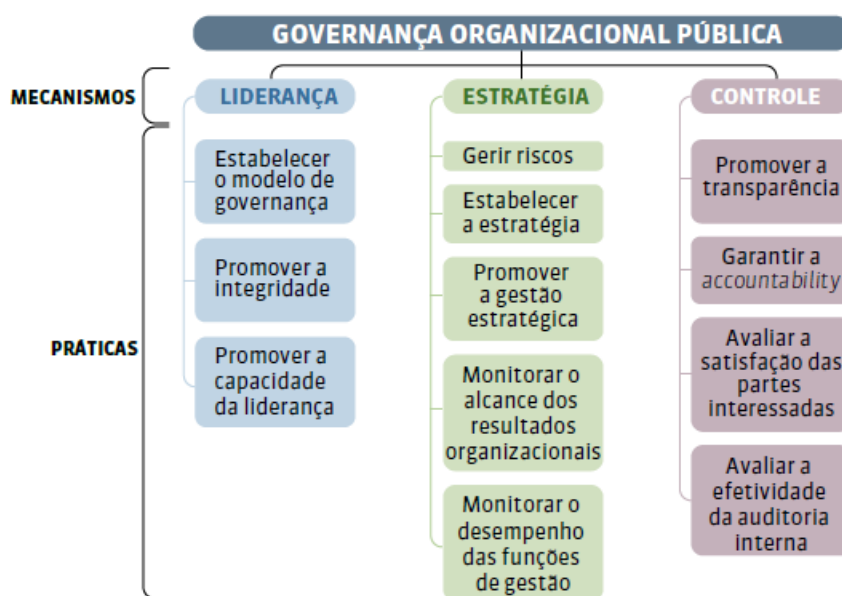 GOVERNANÇA ORGANIZACIONAL PÚBLICA
MECANISMOS
LIDERANÇA
ESTRATÉGIA
CONTROLE
PRÁTICAS
Estabelecer
o modelo de
governança
Promover a
integridade
Promover a
capacidade
da liderança
Gerir riscos
Estabelecer
a estratégia
Promover
a gestão
estratégica
Monitorar o
alcance dos
resultados
organizacionais
Monitorar o
desempenho
das funções
de gestão
Promover a
transparência
Garantir a
accountability
Avaliar a
satisfação das
partes
interessadas
Avaliar a
efetividade
da auditoria
interna